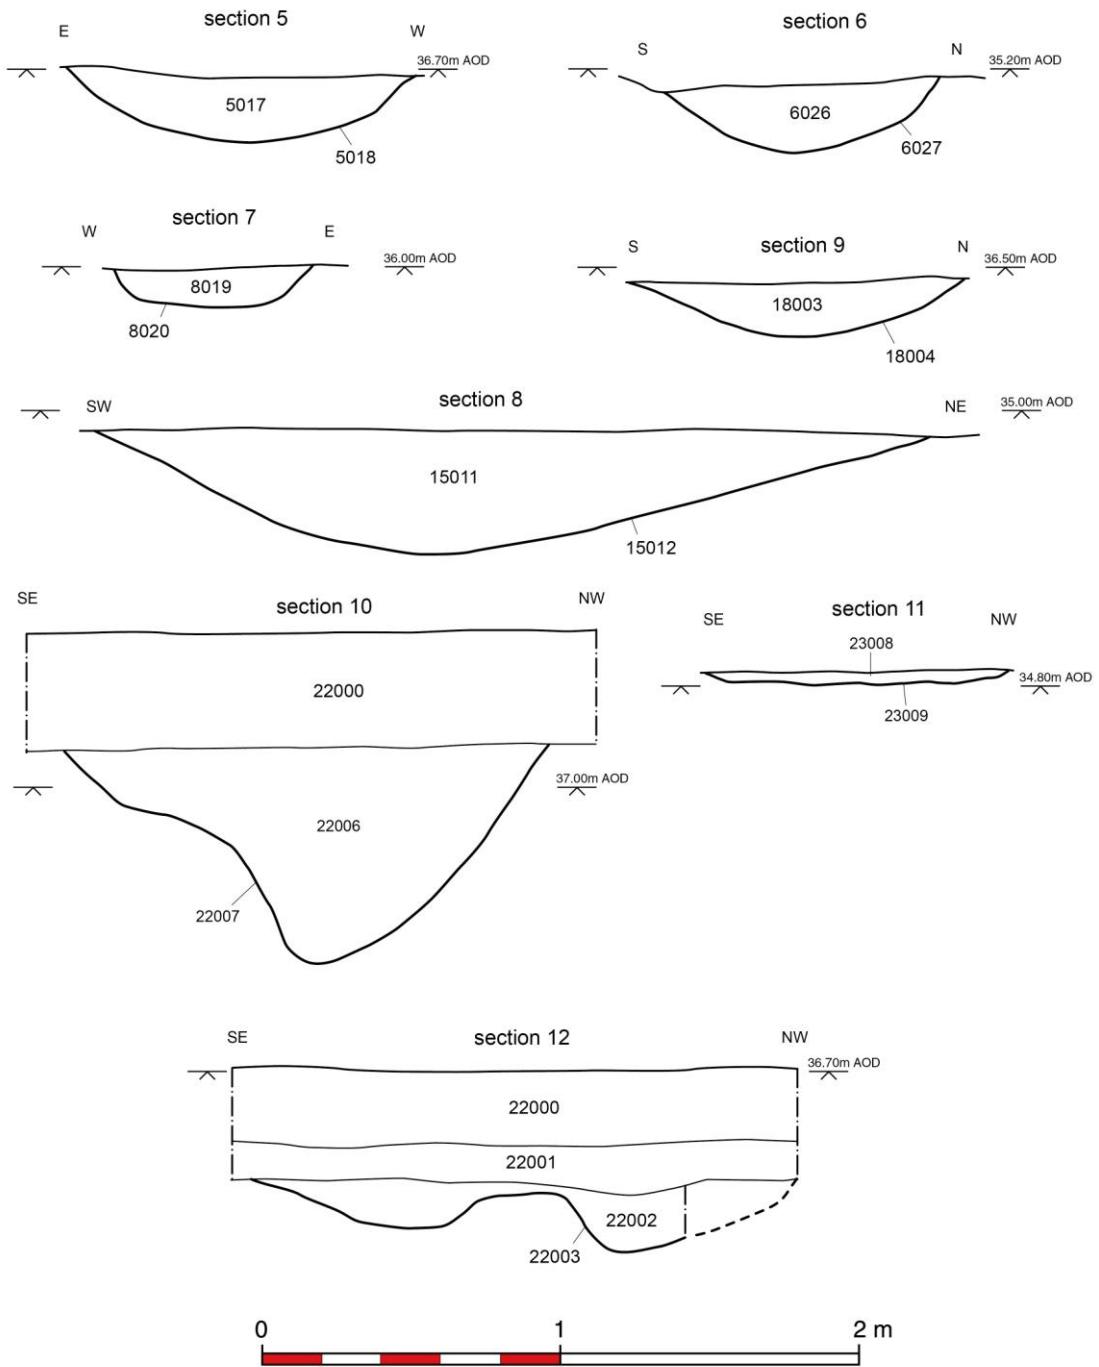 section 5
section 6
E
W
36.70m AOD
S
N
35.20m AOD
5017
5018
6026
6027
section 7
W
E
36.00m AOD
8019
8020
section 9
S
N
36.50m AOD
18003
18004
section 8
SW
NE
35.00m AOD
15011
15012
section 10
SE
NW
22000
37.00m AOD
22006
22007
section 11
SE
NW
23008
34.80m AOD
23009
section 12
SE
NW
36.70m AOD
22000
22001
22002
22003
0 1 2 m